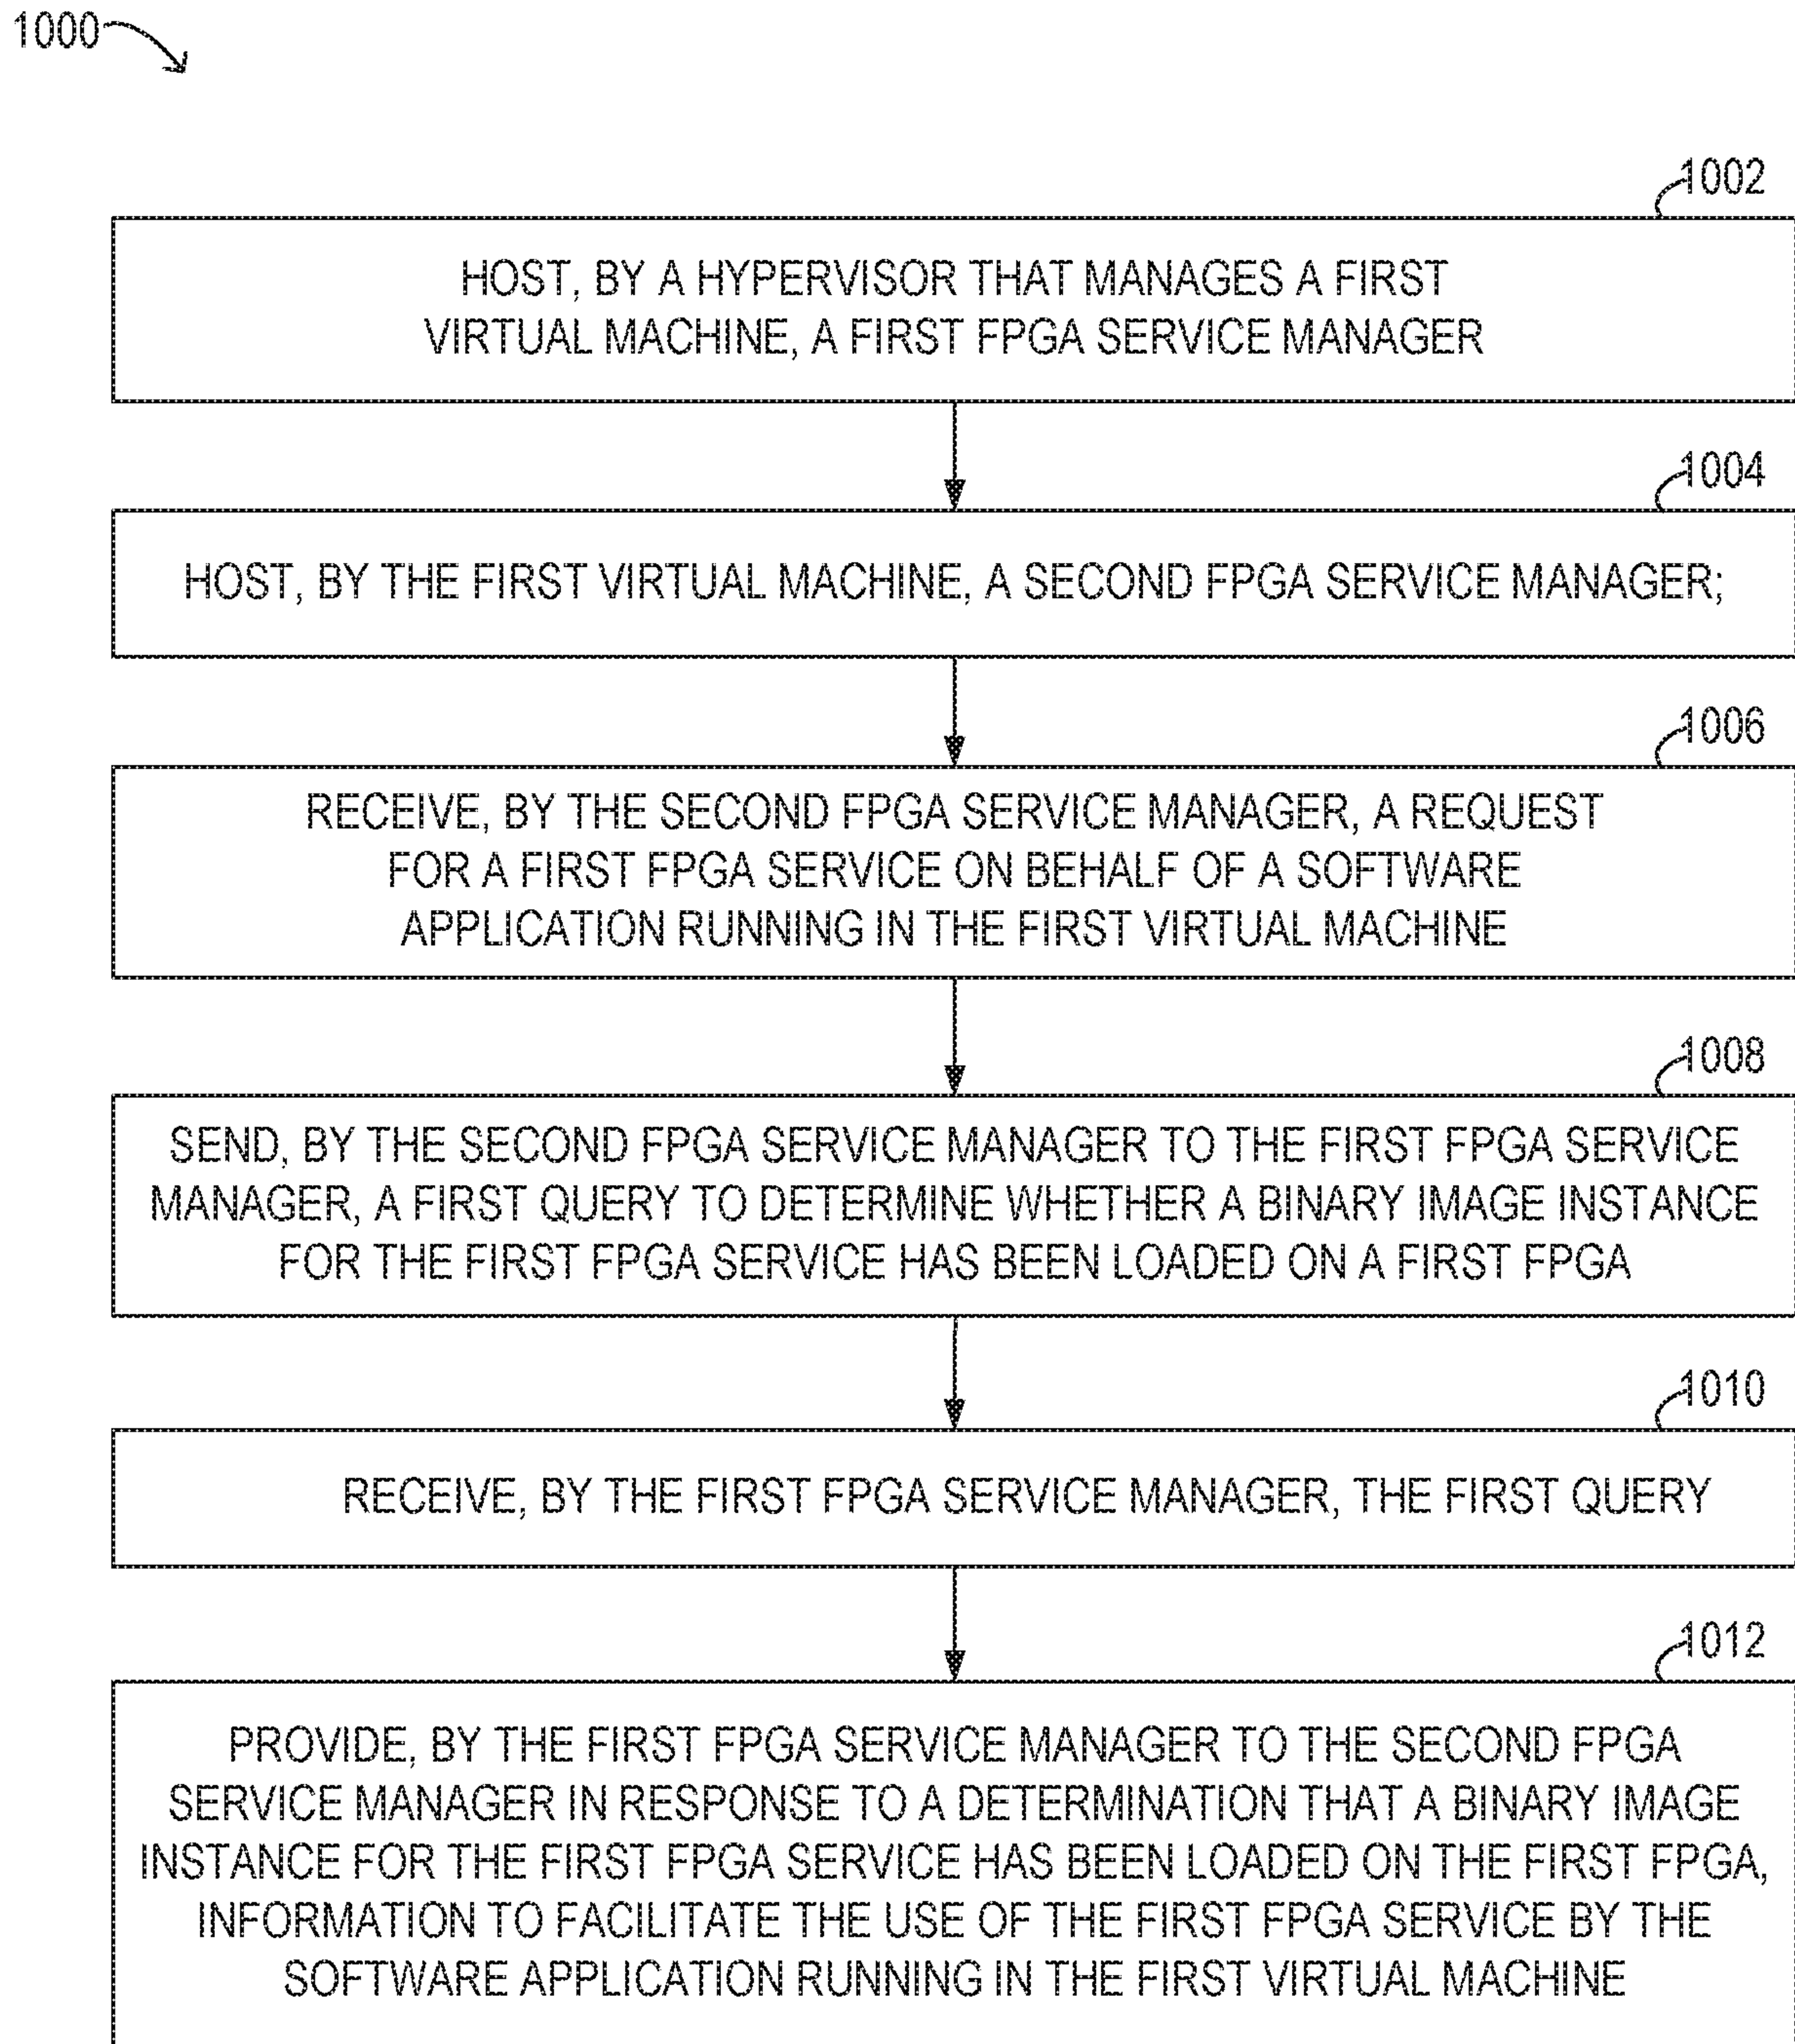 1000
1002
HOST, BY A HYPERVISOR THAT MANAGES A FIRST
VIRTUAL MACHINE, A FIRST FPGA SERVICE MANAGER
1004
HOST, BY THE FIRST VIRTUAL MACHINE, A SECOND FPGA SERVICE MANAGER;
1006
RECEIVE, BY THE SECOND FPGA SERVICE MANAGER, A REQUEST
FOR A FIRST FPGA SERVICE ON BEHALF OF A SOFTWARE
APPLICATION RUNNING IN THE FIRST VIRTUAL MACHINE
1008
SEND, BY THE SECOND FPGA SERVICE MANAGER TO THE FIRST FPGA SERVICE
MANAGER, A FIRST QUERY TO DETERMINE WHETHER A BINARY IMAGE INSTANCE
FOR THE FIRST FPGA SERVICE HAS BEEN LOADED ON A FIRST FPGA
1010
RECEIVE, BY THE FIRST FPGA SERVICE MANAGER, THE FIRST QUERY
1012
PROVIDE, BY THE FIRST FPGA SERVICE MANAGER TO THE SECOND FPGA
SERVICE MANAGER IN RESPONSE TO A DETERMINATION THAT A BINARY IMAGE
INSTANCE FOR THE FIRST FPGA SERVICE HAS BEEN LOADED ON THE FIRST FPGA,
INFORMATION TO FACILITATE THE USE OF THE FIRST FPGA SERVICE BY THE
SOFTWARE APPLICATION RUNNING IN THE FIRST VIRTUAL MACHINE